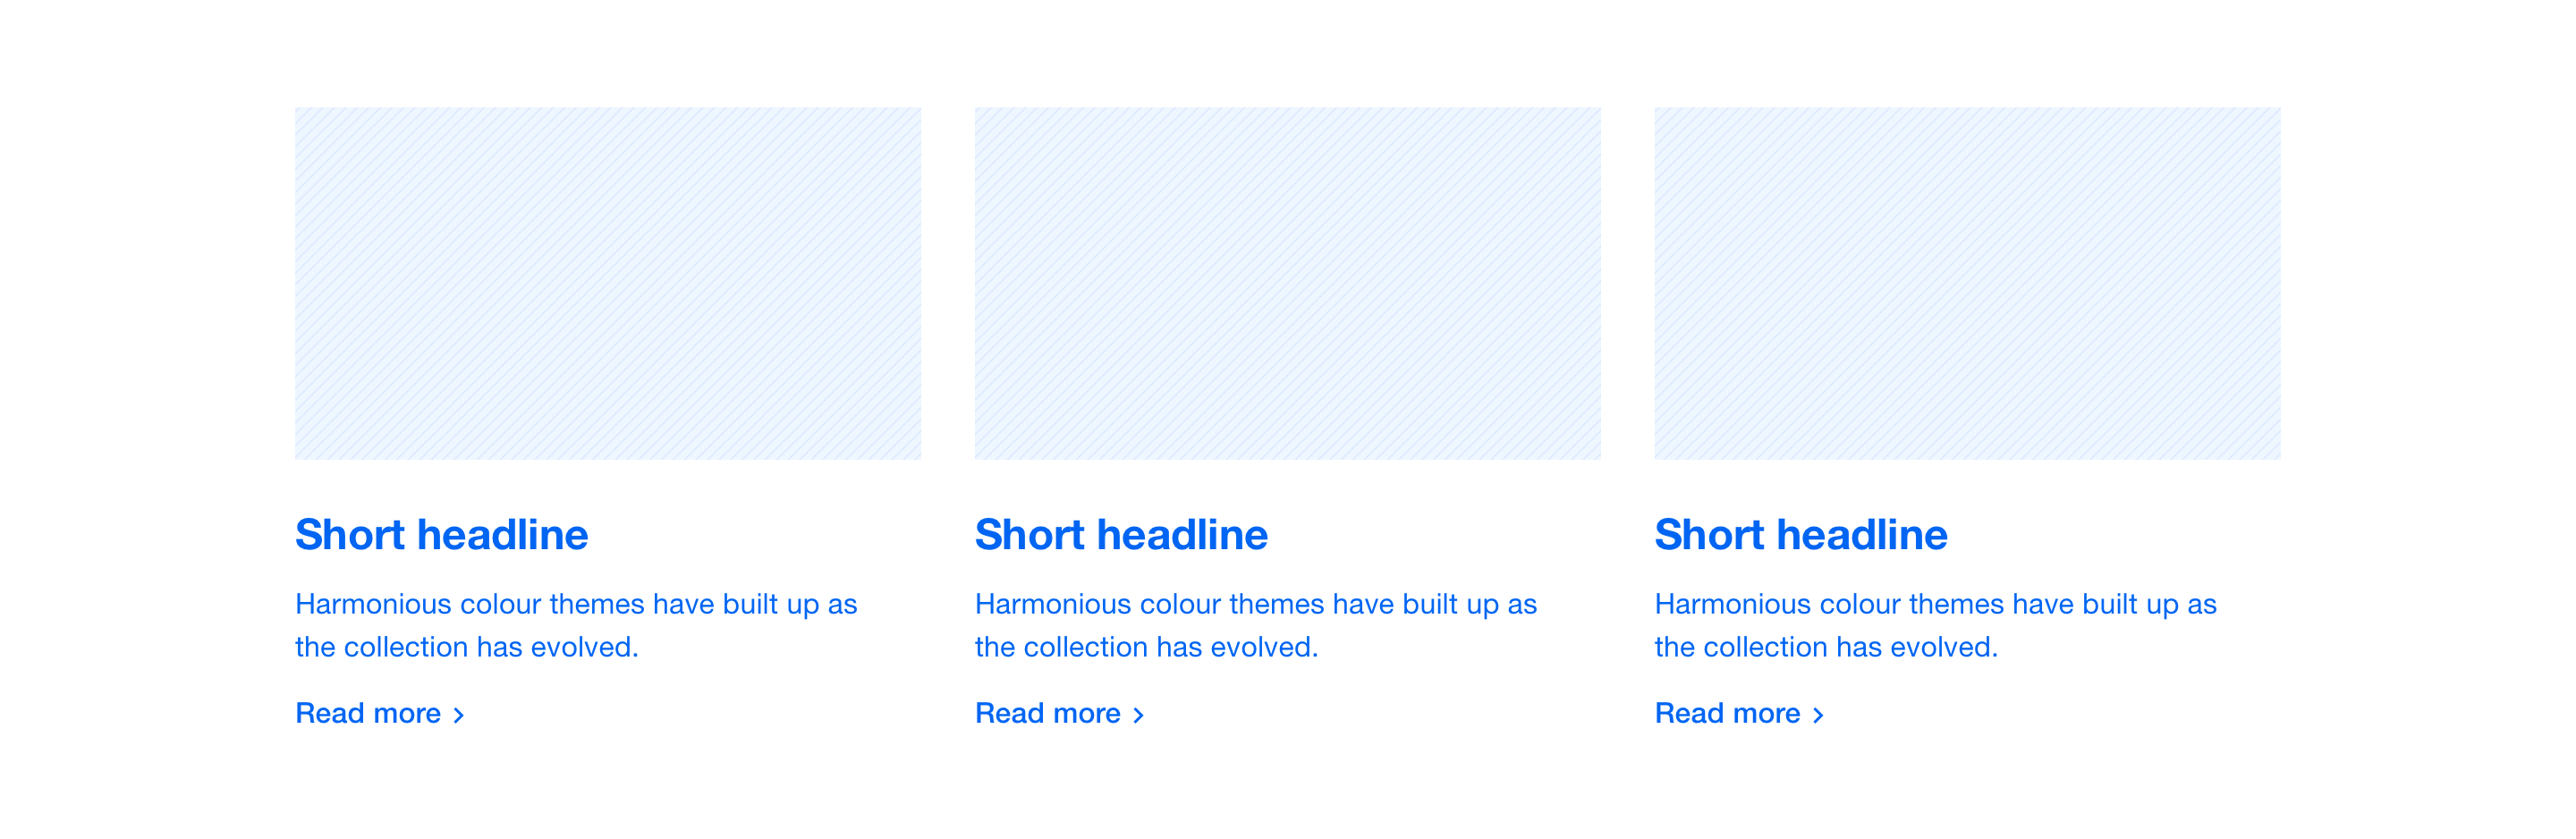 Short headline
Harmonious colour themes have built up as
the collection has evolved.
Read more
Short headline
Harmonious colour themes have built up as
the collection has evolved.
Read more
Short headline
Harmonious colour themes have built up as
the collection has evolved.
Read more